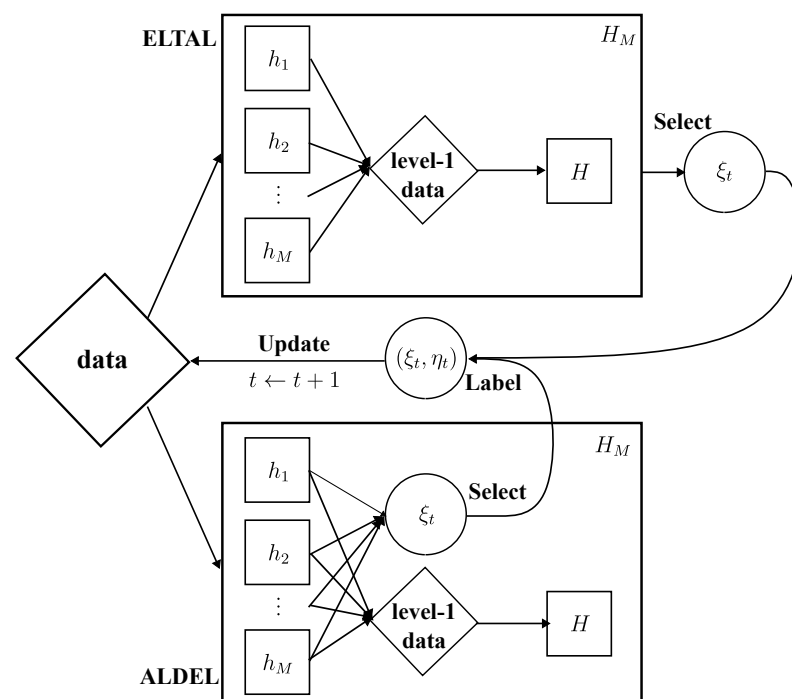 ELTAL
H_M
h_1
h_2
⋮
h_M
level-1
data
H
Select
ξ_t
data
Update
t ← t + 1
(ξ_t, η_t)
Label
H_M
h_1
h_2
⋮
h_M
ξ_t
Select
level-1
data
H
ALDEL